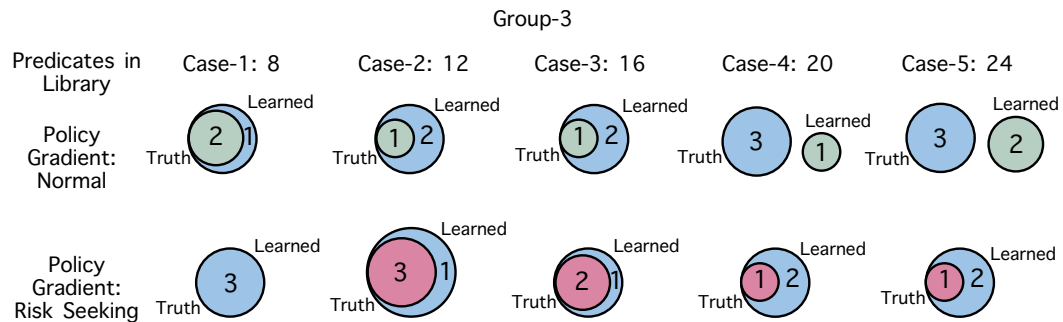 Group-3
Predicates in
Library
Case-1: 8
Case-2: 12
Case-3: 16
Case-4: 20
Case-5: 24
Policy
Gradient:
Normal
Learned
2
1
Truth
Learned
1
2
Truth
Learned
1
2
Truth
3
Learned
1
Truth
3
Learned
2
Truth
Policy
Gradient:
Risk Seeking
Learned
3
Truth
Learned
3
1
Truth
Learned
2
1
Truth
Learned
1
2
Truth
Learned
1
2
Truth